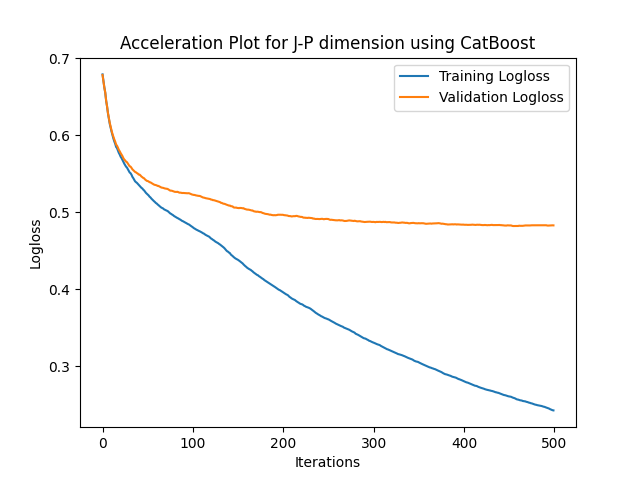 Acceleration Plot for J-P dimension using CatBoost
Training Logloss
Validation Logloss
0.7
0.6
0.5
0.4
0.3
Logloss
0 100 200 300 400 500
Iterations